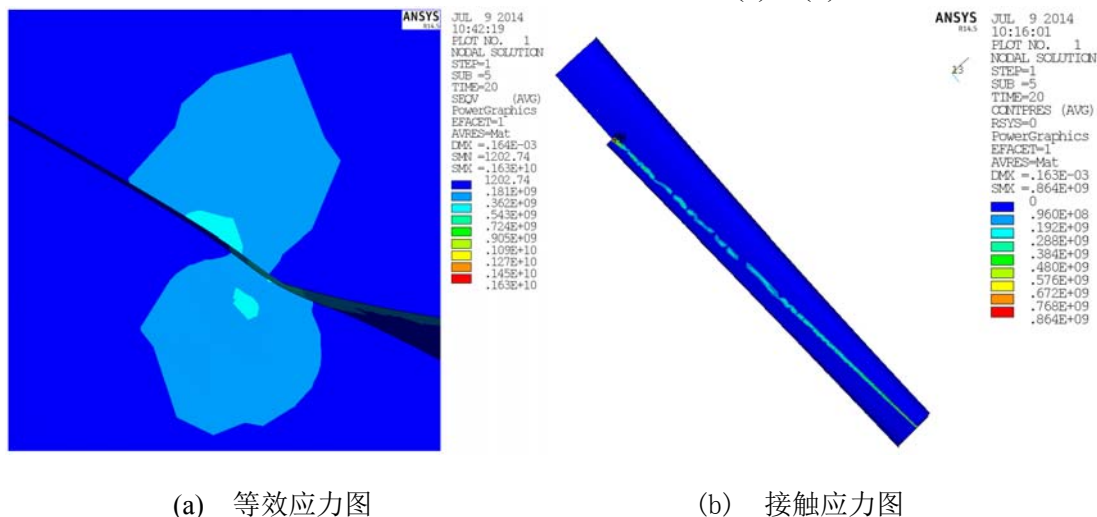 ANSYS
R14.5
JUL 9 2014
10:42:19
PLOT NO. 1
NODAL SOLUTION
STEP=1
SUB =5
TIME=20
SEQV (AVG)
PowerGraphics
EFACET=1
AVRES=Mat
DMX =.164E-03
SMN =1202.74
SMX =.163E+10
1202.74
.181E+09
.362E+09
.543E+09
.724E+09
.905E+09
.109E+10
.127E+10
.145E+10
.163E+10
ANSYS
R14.5
JUL 9 2014
10:16:01
PLOT NO. 1
NODAL SOLUTION
STEP=1
SUB =5
TIME=20
CONTPRES (AVG)
RSYS=0
PowerGraphics
EFACET=1
AVRES=Mat
DMX =.163E-03
SMX =.864E+09
0
.960E+08
.192E+09
.288E+09
.384E+09
.480E+09
.576E+09
.672E+09
.768E+09
.864E+09
13
(a) 等效应力图
(b) 接触应力图